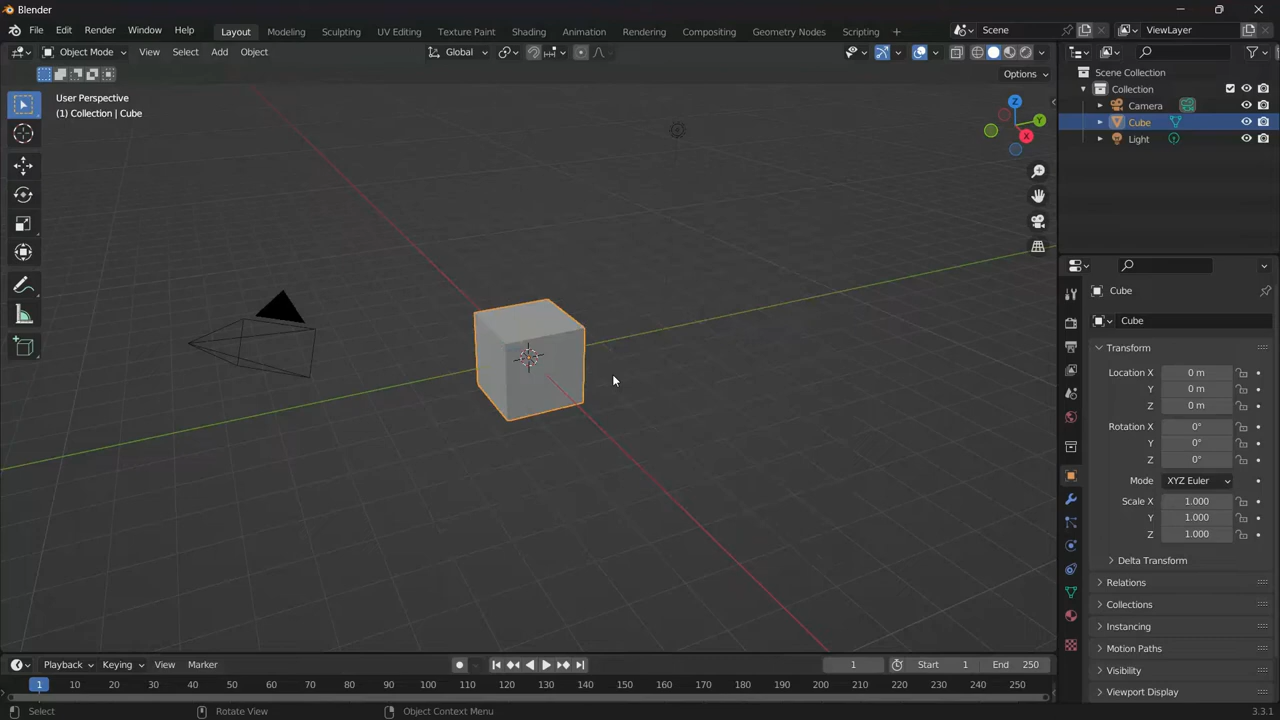 Blender
File Edit Render Window Help Layout Modeling Sculpting UV Editing Texture Paint Shading Animation Rendering Compositing Geometry Nodes Scripting + Scene ViewLayer
Object Mode View Select Add Object Global
Options
User Perspective
(1) Collection | Cube
Z
Y
X
Scene Collection
Collection
Camera
Cube
Light
Cube
Cube
Transform
Location X 0 m
Y 0 m
Z 0 m
Rotation X 0°
Y 0°
Z 0°
Mode XYZ Euler
Scale X 1.000
Y 1.000
Z 1.000
Delta Transform
Relations
Collections
Instancing
Motion Paths
Visibility
Viewport Display
Playback Keying View Marker 1 Start 1 End 250
1 10 20 30 40 50 60 70 80 90 100 110 120 130 140 150 160 170 180 190 200 210 220 230 240 250
Select Rotate View Object Context Menu 3.3.1